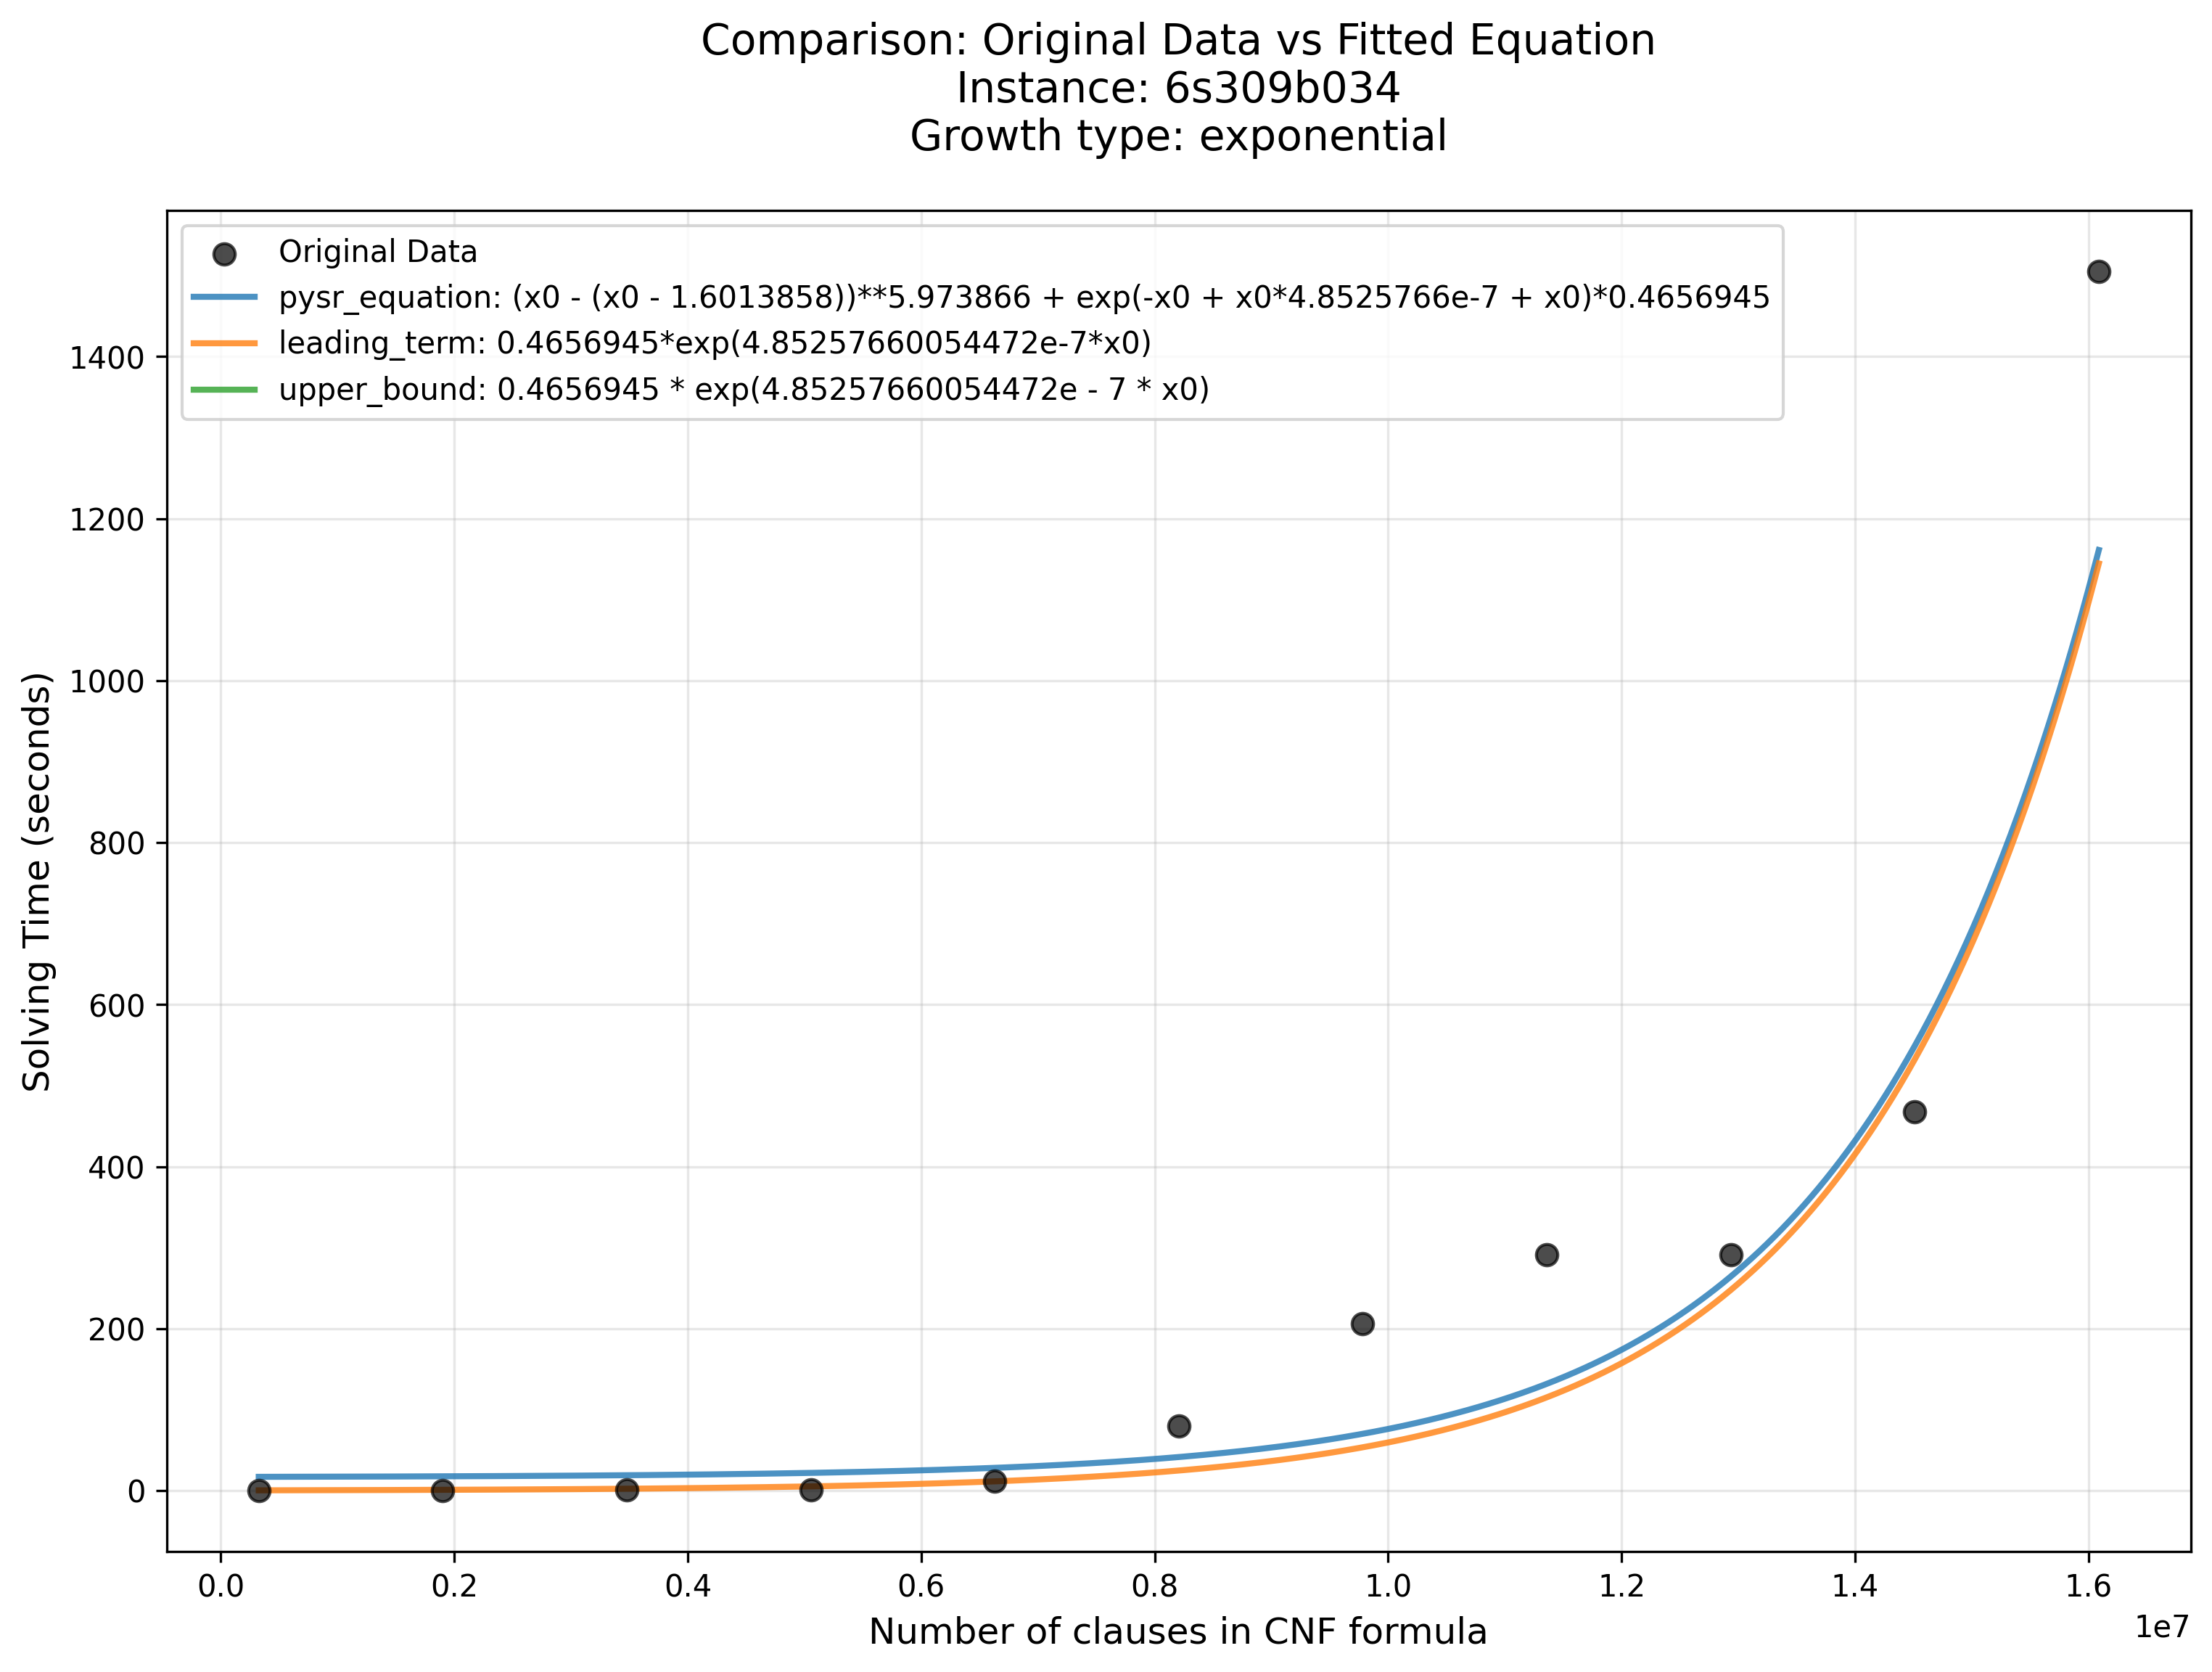 Comparison: Original Data vs Fitted Equation
Instance: 6s309b034
Growth type: exponential
Original Data
pysr_equation: (x0 - (x0 - 1.6013858))**5.973866 + exp(-x0 + x0*4.8525766e-7 + x0)*0.4656945
leading_term: 0.4656945*exp(4.85257660054472e-7*x0)
upper_bound: 0.4656945 * exp(4.85257660054472e - 7 * x0)
Solving Time (seconds)
1400
1200
1000
800
600
400
200
0
0.0 0.2 0.4 0.6 0.8 1.0 1.2 1.4 1.6
1e7
Number of clauses in CNF formula